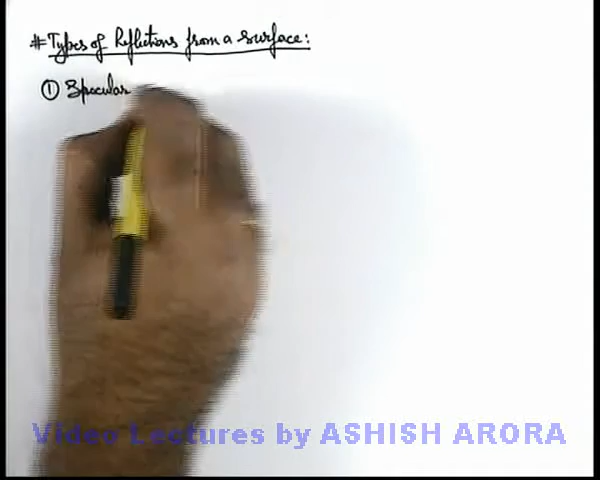 # Types of Reflections from a surface:
① Specular
Video Lectures by ASHISH ARORA